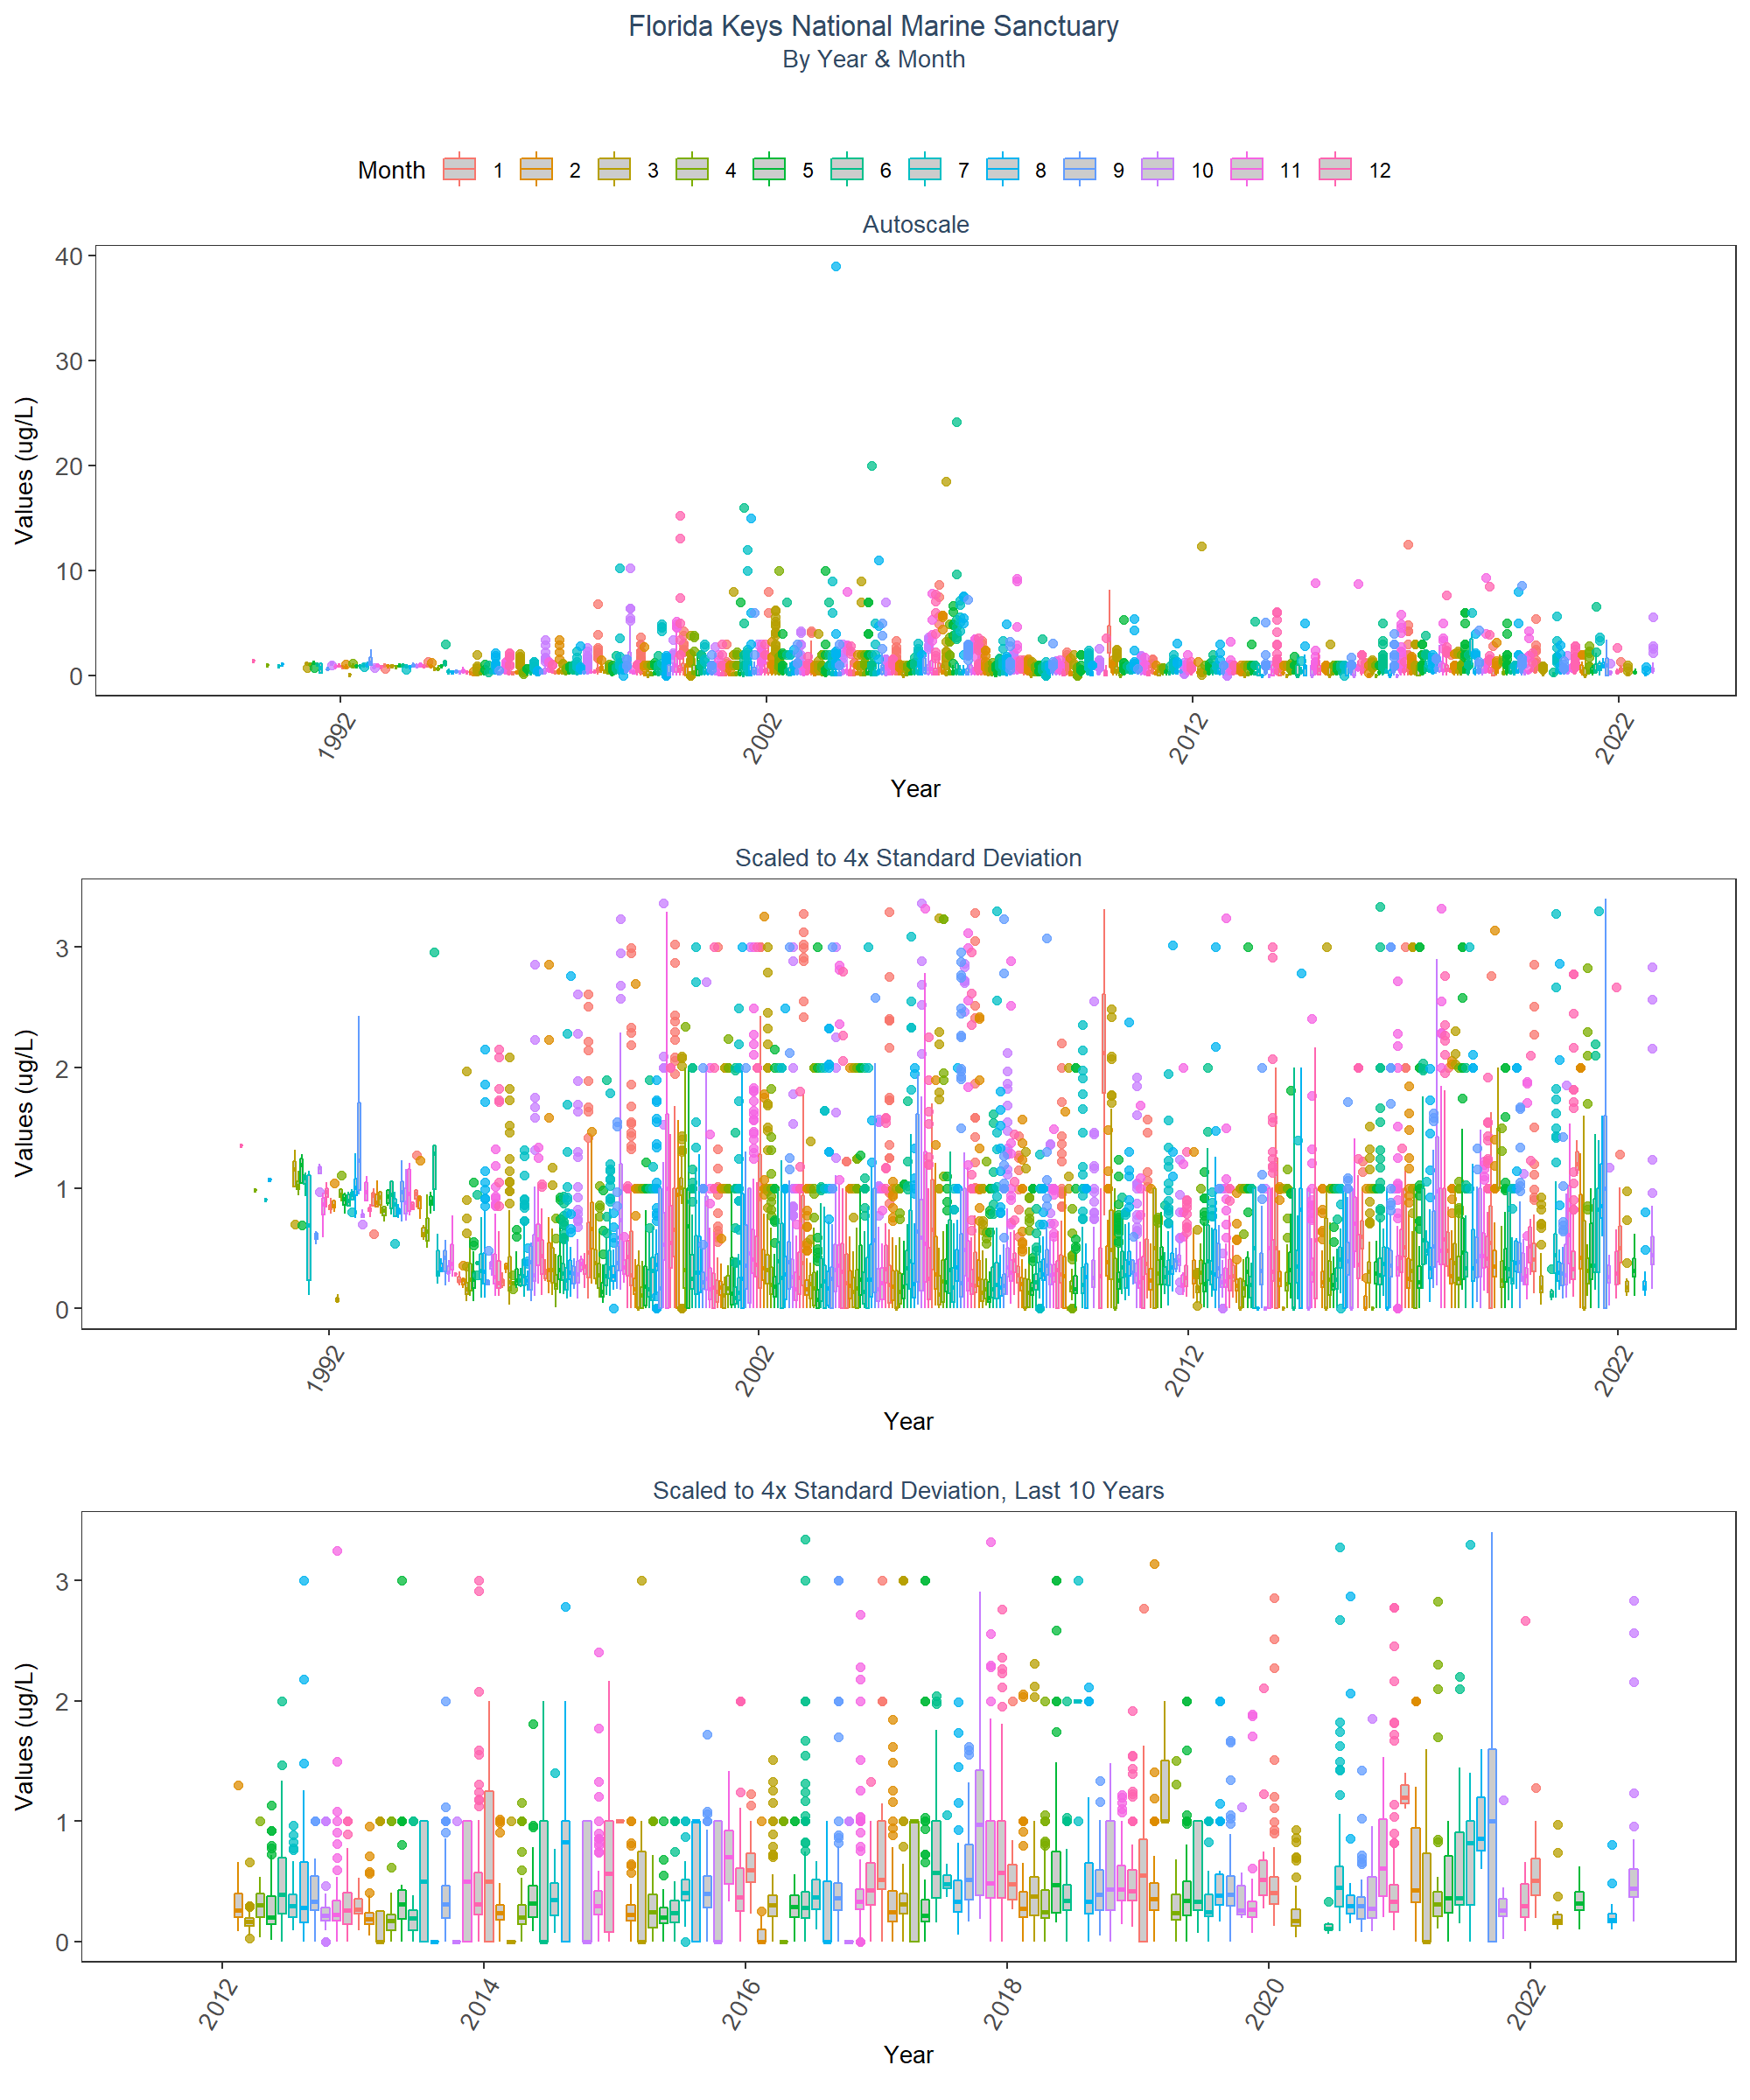 Florida Keys National Marine Sanctuary
By Year & Month
Month 1 2 3 4 5 6 7 8 9 10 11 12
Autoscale
Values (ug/L)
40
30
20
10
0
1992 2002 2012 2022
Year
Scaled to 4x Standard Deviation
Values (ug/L)
3
2
1
0
1992 2002 2012 2022
Year
Scaled to 4x Standard Deviation, Last 10 Years
Values (ug/L)
3
2
1
0
2012 2014 2016 2018 2020 2022
Year